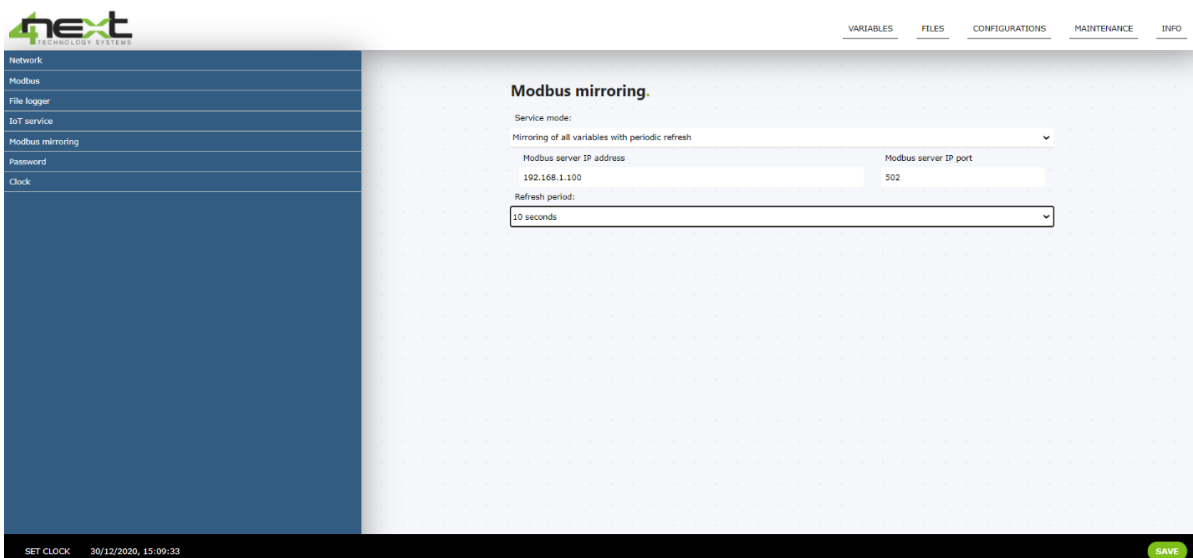 4next
TECHNOLOGY SYSTEMS
VARIABLES FILES CONFIGURATIONS MAINTENANCE INFO
Network
Modbus
File logger
IoT service
Modbus mirroring
Password
Clock
Modbus mirroring.
Service mode:
Mirroring of all variables with periodic refresh
Modbus server IP address Modbus server IP port
192.168.1.100 502
Refresh period:
10 seconds
SET CLOCK 30/12/2020, 15:09:33 SAVE